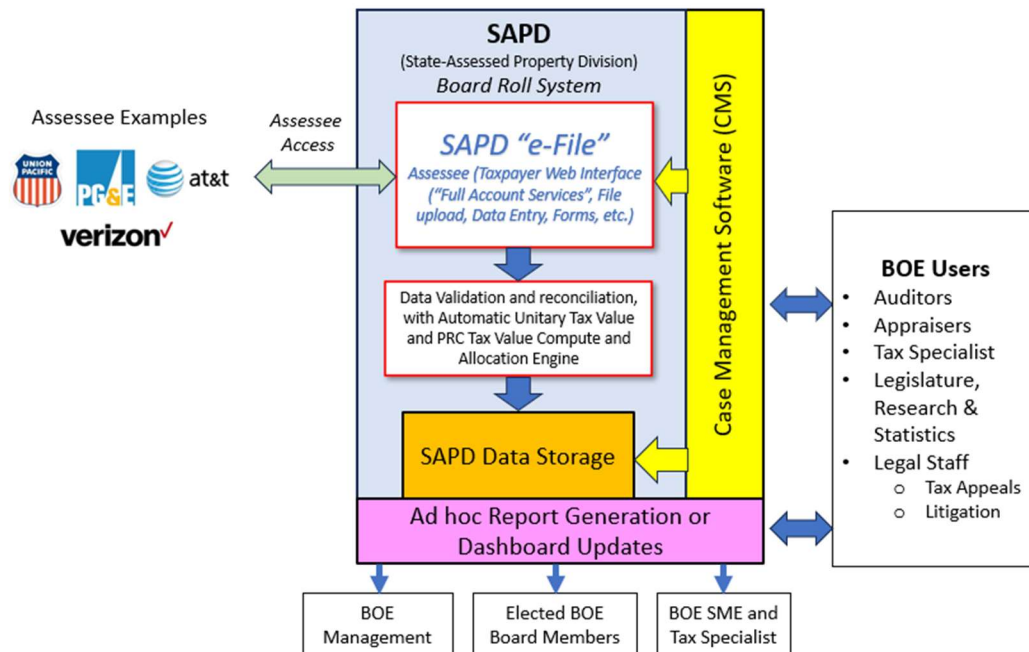 SAPD
(State-Assessed Property Division)
Board Roll System
Assessee Examples
UNION
PACIFIC
PG&E
at&t
verizon
Assessee
Access
SAPD “e-File”
Assessee (Taxpayer Web Interface
(“Full Account Services”, File
upload, Data Entry, Forms, etc.)
Data Validation and reconciliation,
with Automatic Unitary Tax Value
and PRC Tax Value Compute and
Allocation Engine
SAPD Data Storage
Case Management Software (CMS)
Ad hoc Report Generation or
Dashboard Updates
BOE Users
• Auditors
• Appraisers
• Tax Specialist
• Legislature,
Research &
Statistics
• Legal Staff
o Tax Appeals
o Litigation
BOE
Management
Elected BOE
Board Members
BOE SME and
Tax Specialist